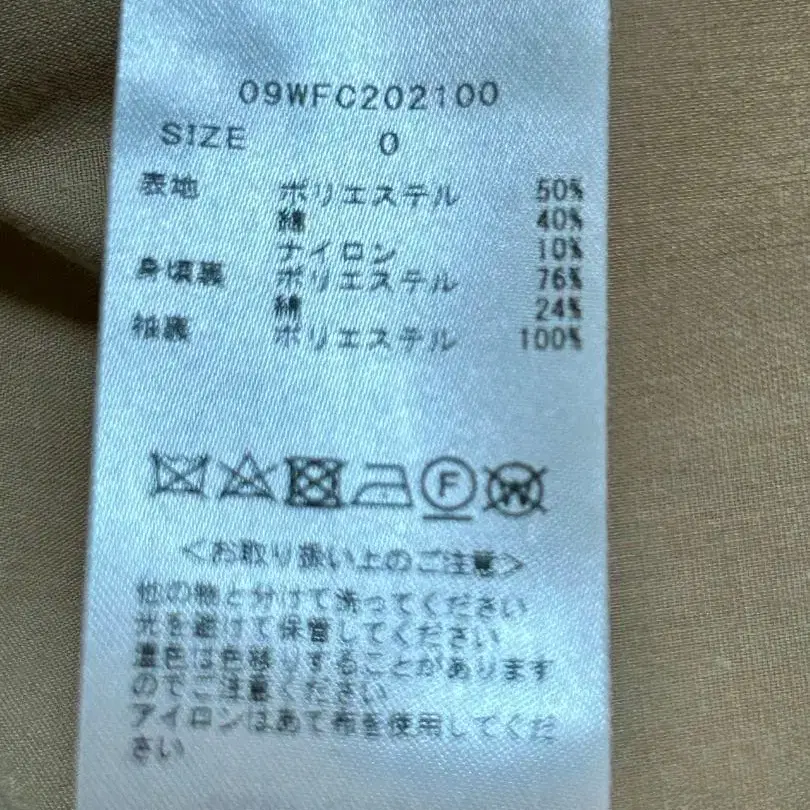 09WFC202100
SIZE 0
表地 ポリエステル 50%
綿 40%
ナイロン 10%
身頃裏 ポリエステル 76%
綿 24%
袖裏 ポリエステル 100%
F W
<お取り扱い上のご注意>
他の物と分けて洗ってください
光を避けて保管してください
濃色は色移りすることがあります
のでご注意ください
アイロンはあて布を使用してくだ
さい